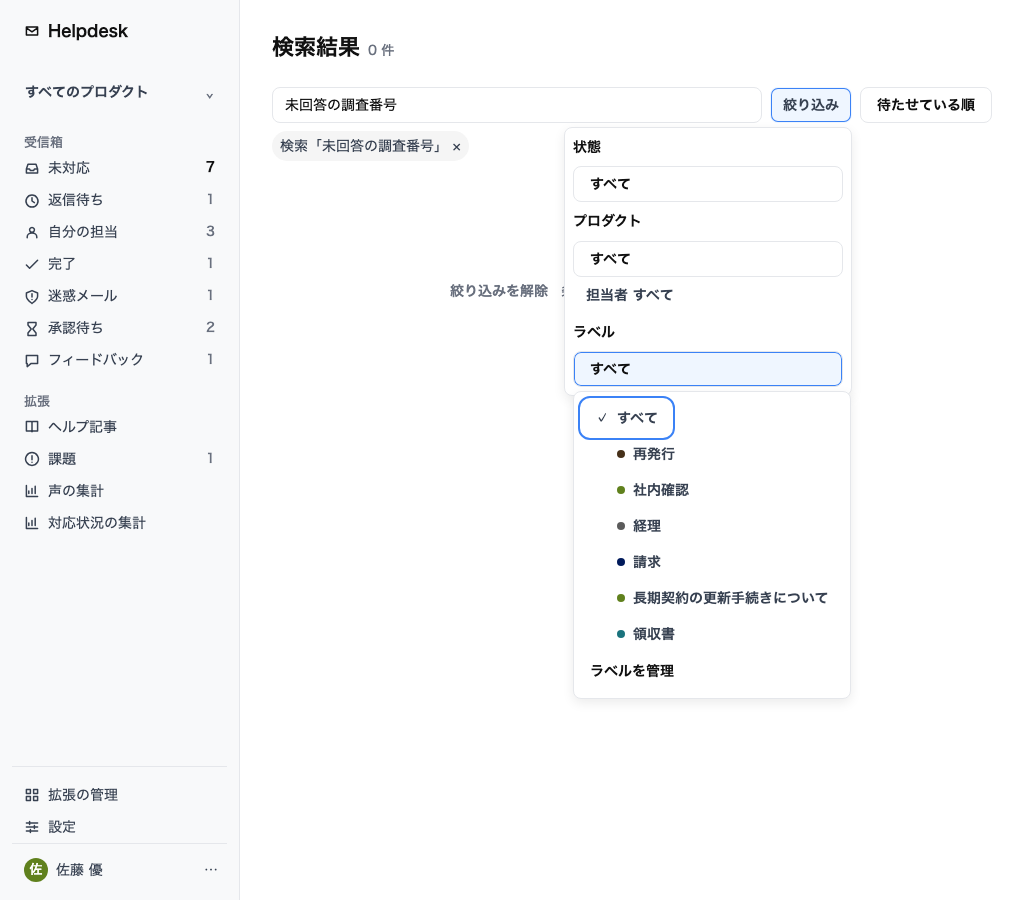 Helpdesk
すべてのプロダクト
受信箱
未対応 7
返信待ち 1
自分の担当 3
完了 1
迷惑メール 1
承認待ち 2
フィードバック 1
拡張
ヘルプ記事
課題 1
声の集計
対応状況の集計
拡張の管理
設定
佐 佐藤 優 …
検索結果 0 件
未回答の調査番号 絞り込み 待たせている順
検索「未回答の調査番号」 ×
絞り込みを解除
状態
すべて
プロダクト
すべて
担当者 すべて
ラベル
すべて
✓ すべて
再発行
社内確認
経理
請求
長期契約の更新手続きについて
領収書
ラベルを管理